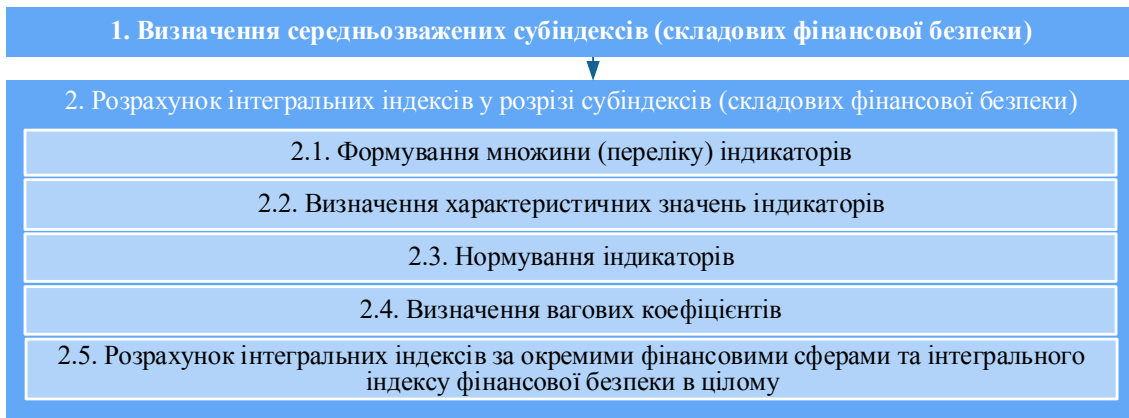 1. Визначення середньозважених субіндексів (складових фінансової безпеки)
2. Розрахунок інтегральних індексів у розрізі субіндексів (складових фінансової безпеки)
2.1. Формування множини (переліку) індикаторів
2.2. Визначення характеристичних значень індикаторів
2.3. Нормування індикаторів
2.4. Визначення вагових коефіцієнтів
2.5. Розрахунок інтегральних індексів за окремими фінансовими сферами та інтегрального
індексу фінансової безпеки в цілому